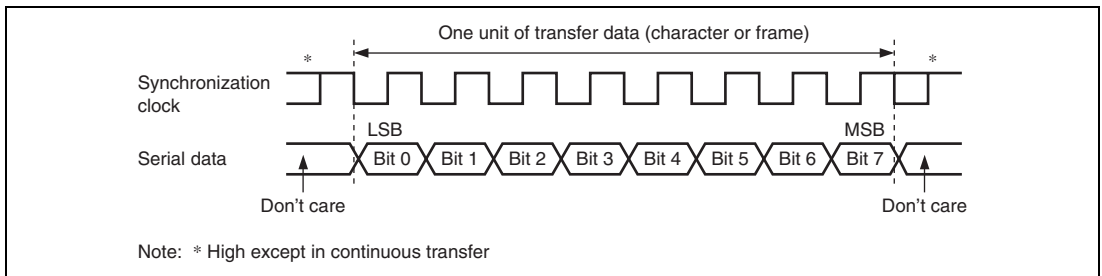 One unit of transfer data (character or frame)
* *
Synchronization
clock
LSB MSB
Serial data Bit 0 Bit 1 Bit 2 Bit 3 Bit 4 Bit 5 Bit 6 Bit 7
Don't care Don't care
Note: * High except in continuous transfer